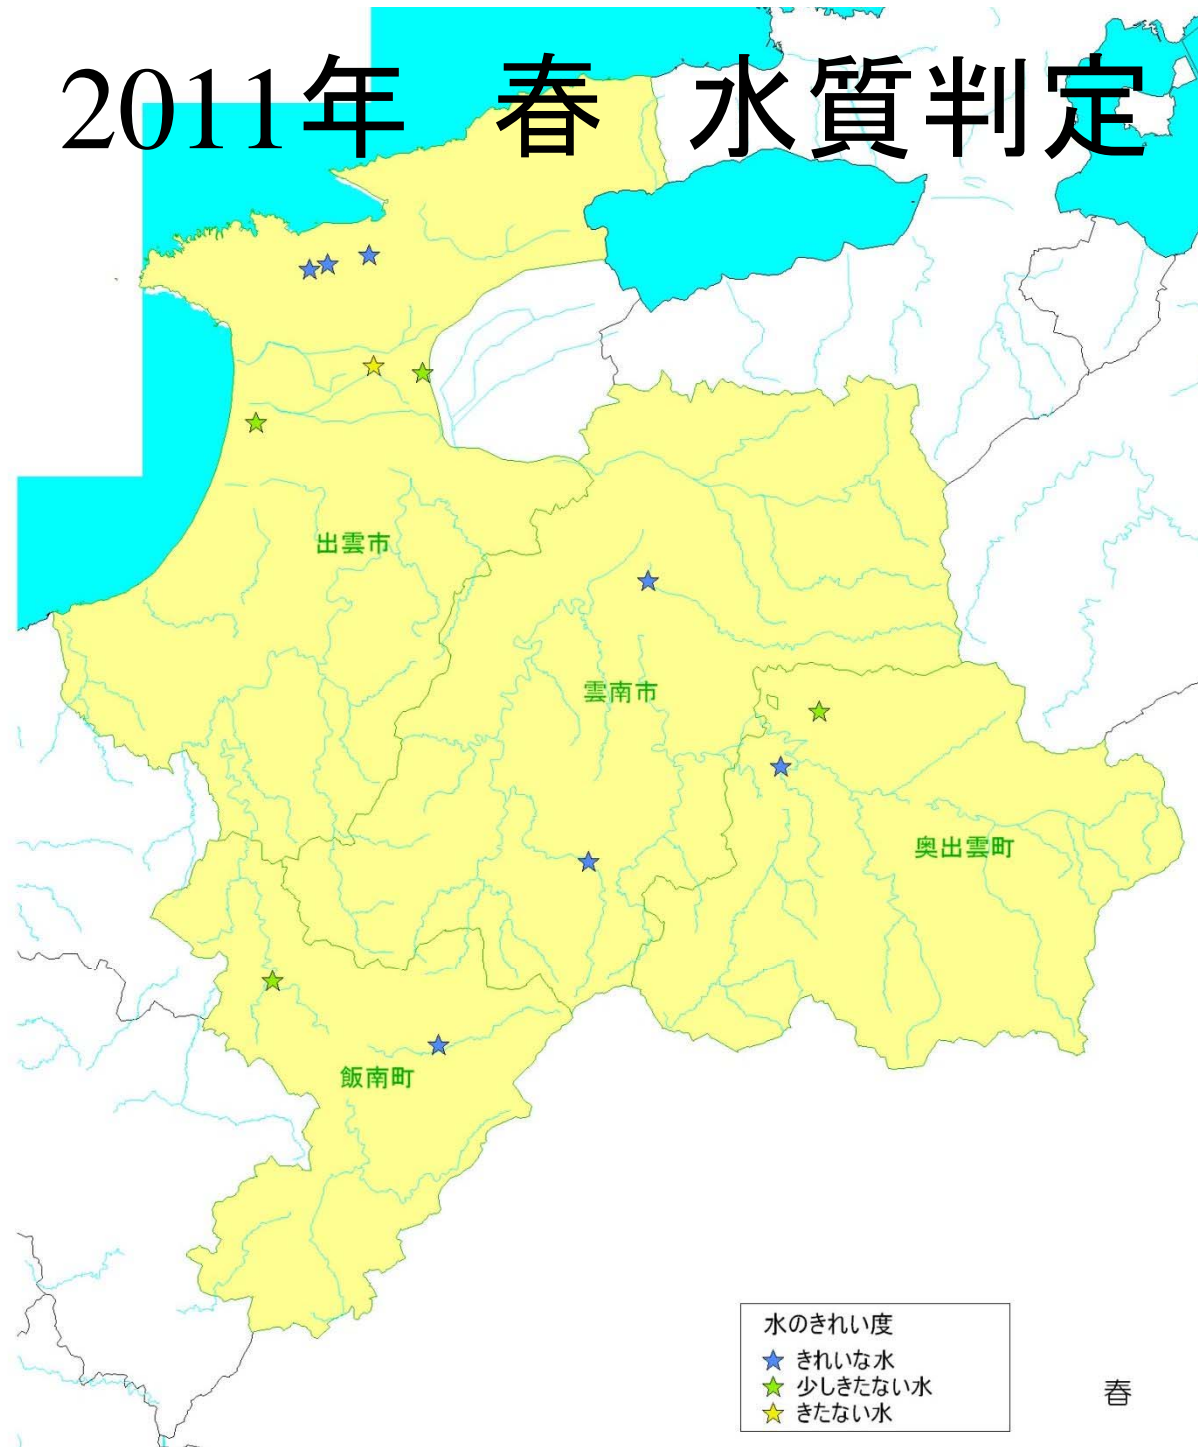 2011年　春　水質判定
出雲市
雲南市
奥出雲町
飯南町
水のきれい度
きれいな水
少しきたない水
きたない水
春